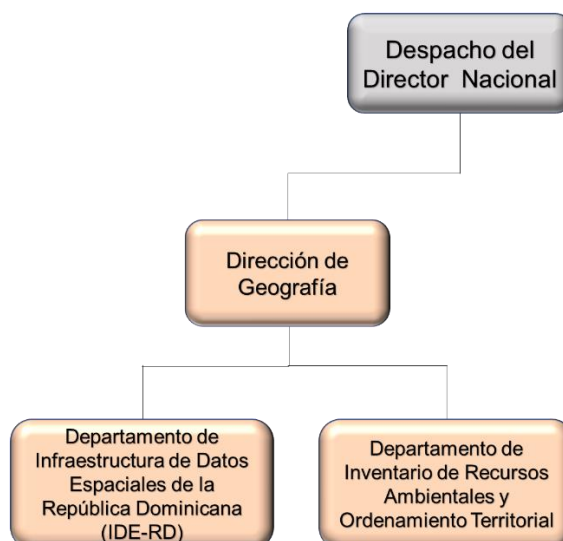 Despacho del
Director Nacional
Dirección de
Geografía
Departamento de
Infraestructura de Datos
Espaciales de la
República Dominicana
(IDE-RD)
Departamento de
Inventario de Recursos
Ambientales y
Ordenamiento Territorial